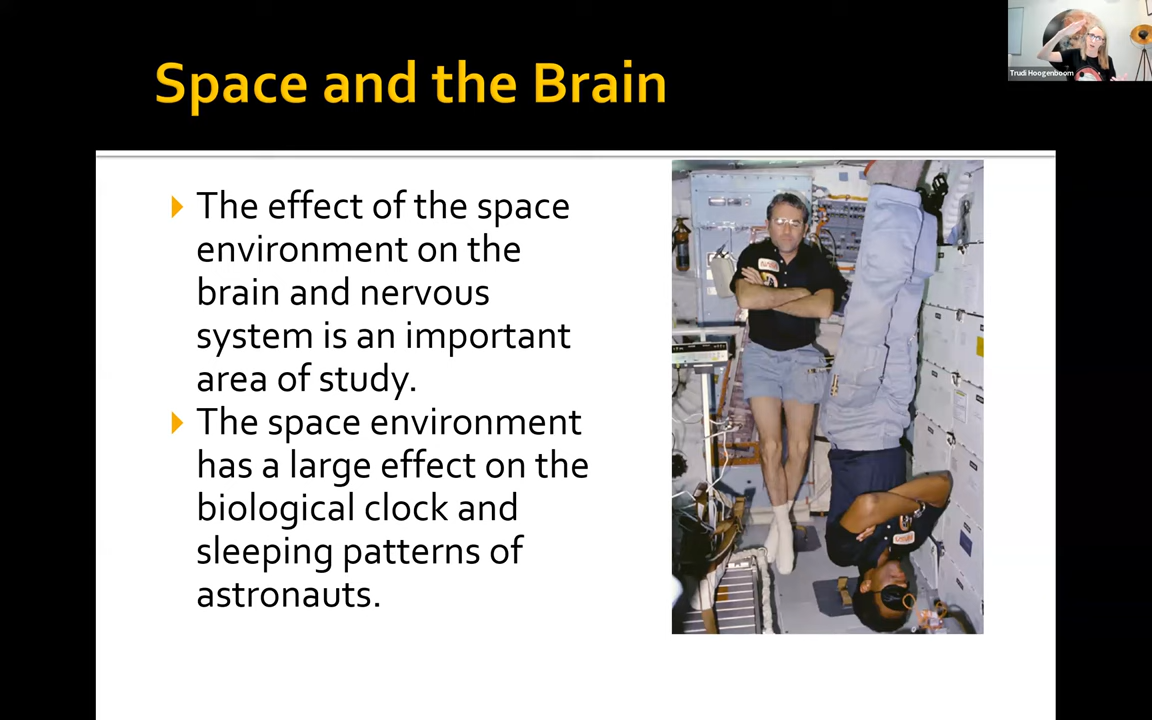 Space and the Brain
Trudi Hoogenboom
The effect of the space
environment on the
brain and nervous
system is an important
area of study.
The space environment
has a large effect on the
biological clock and
sleeping patterns of
astronauts.